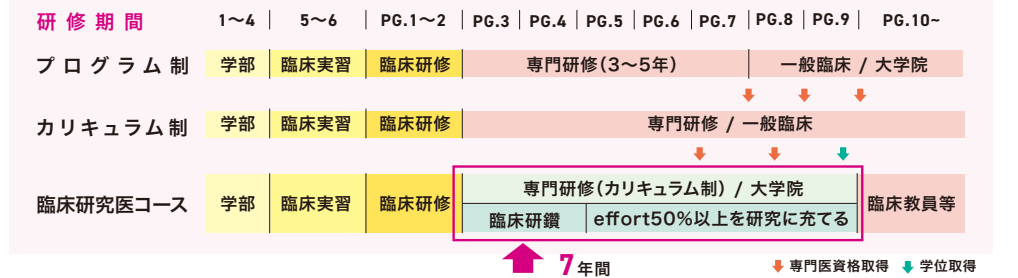 研修期間 1〜4 5〜6 PG.1〜2 PG.3 PG.4 PG.5 PG.6 PG.7 PG.8 PG.9 PG.10~
プログラム制 学部 臨床実習 臨床研修 専門研修(3〜5年) 一般臨床 / 大学院
カリキュラム制 学部 臨床実習 臨床研修 専門研修 / 一般臨床
臨床研究医コース 学部 臨床実習 臨床研修 専門研修(カリキュラム制) / 大学院 臨床教員等
臨床研鑽 effort50%以上を研究に充てる
7年間 専門医資格取得 学位取得